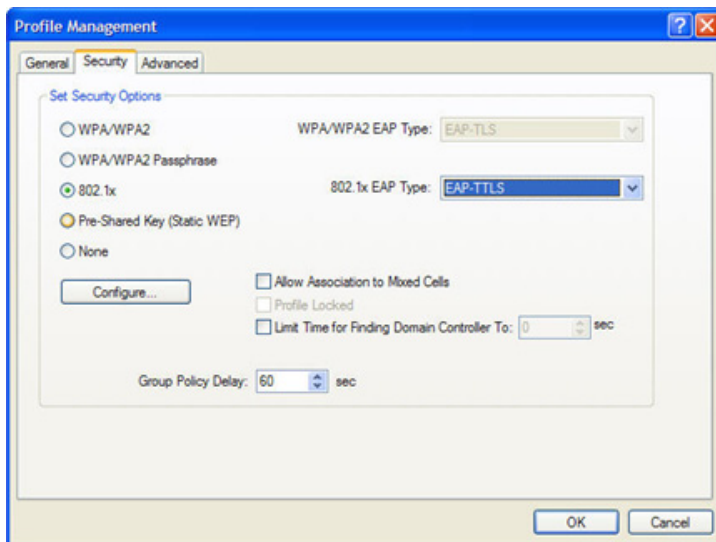 Profile Management
General Security Advanced
Set Security Options
WPA/WPA2 WPA/WPA2 EAP Type: EAP-TLS
WPA/WPA2 Passphrase
802.1x 802.1x EAP Type: EAP-TTLS
Pre-Shared Key (Static WEP)
None
Configure... Allow Association to Mixed Cells
Profile Locked
Limit Time for Finding Domain Controller To: 0 sec
Group Policy Delay: 60 sec
OK Cancel